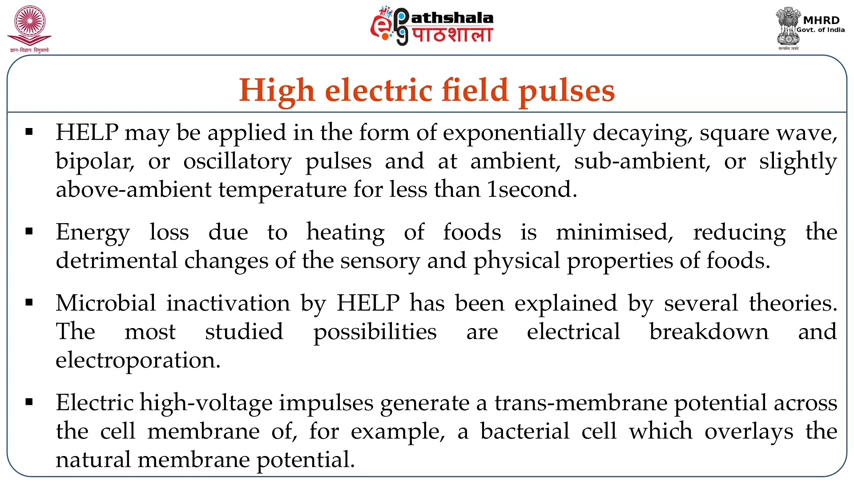 ज्ञान-विज्ञान विमुक्तये
epgathshala
पाठशाला
MHRD
Govt. of India
सत्यमेव जयते
High electric field pulses
▪ HELP may be applied in the form of exponentially decaying, square wave,
bipolar, or oscillatory pulses and at ambient, sub-ambient, or slightly
above-ambient temperature for less than 1second.
▪ Energy loss due to heating of foods is minimised, reducing the
detrimental changes of the sensory and physical properties of foods.
▪ Microbial inactivation by HELP has been explained by several theories.
The most studied possibilities are electrical breakdown and
electroporation.
▪ Electric high-voltage impulses generate a trans-membrane potential across
the cell membrane of, for example, a bacterial cell which overlays the
natural membrane potential.